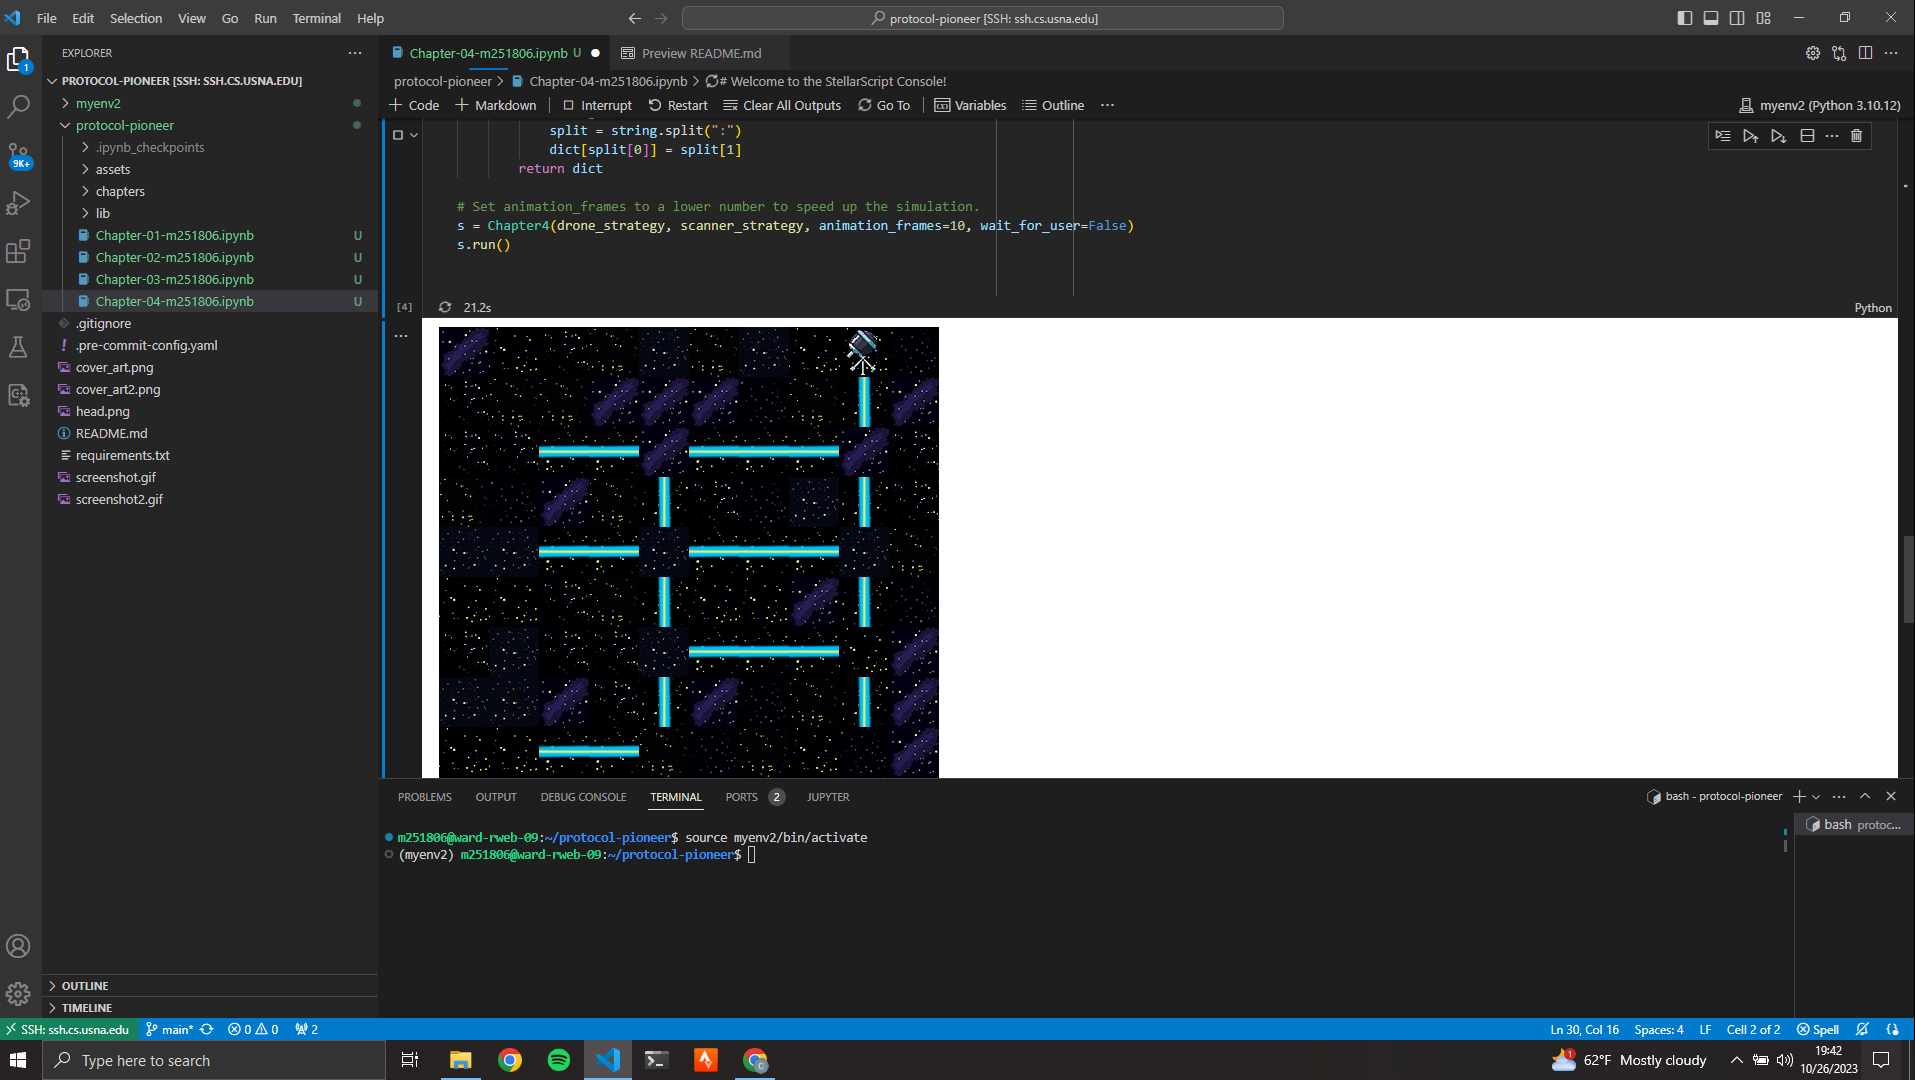 File Edit Selection View Go Run Terminal Help
protocol-pioneer [SSH: ssh.cs.usna.edu]
EXPLORER
PROTOCOL-PIONEER [SSH: SSH.CS.USNA.EDU]
myenv2
protocol-pioneer
.ipynb_checkpoints
assets
chapters
lib
Chapter-01-m251806.ipynb U
Chapter-02-m251806.ipynb U
Chapter-03-m251806.ipynb U
Chapter-04-m251806.ipynb U
.gitignore
.pre-commit-config.yaml
cover_art.png
cover_art2.png
head.png
README.md
requirements.txt
screenshot.gif
screenshot2.gif
OUTLINE
TIMELINE
1
9K+
Chapter-04-m251806.ipynb U
Preview README.md
protocol-pioneer > Chapter-04-m251806.ipynb > # Welcome to the StellarScript Console!
+ Code + Markdown Interrupt Restart Clear All Outputs Go To Variables Outline ...
myenv2 (Python 3.10.12)
split = string.split(":")
dict[split[0]] = split[1]
return dict
# Set animation_frames to a lower number to speed up the simulation.
s = Chapter4(drone_strategy, scanner_strategy, animation_frames=10, wait_for_user=False)
s.run()
[4] 21.2s
Python
PROBLEMS OUTPUT DEBUG CONSOLE TERMINAL PORTS 2 JUPYTER
bash - protocol-pioneer
m251806@ward-rweb-09:~/protocol-pioneer$ source myenv2/bin/activate
(myenv2) m251806@ward-rweb-09:~/protocol-pioneer$
bash protoc...
SSH: ssh.cs.usna.edu main* 0 0 2
Ln 30, Col 16 Spaces: 4 LF Cell 2 of 2 Spell
Type here to search
1
62°F Mostly cloudy
19:42
10/26/2023